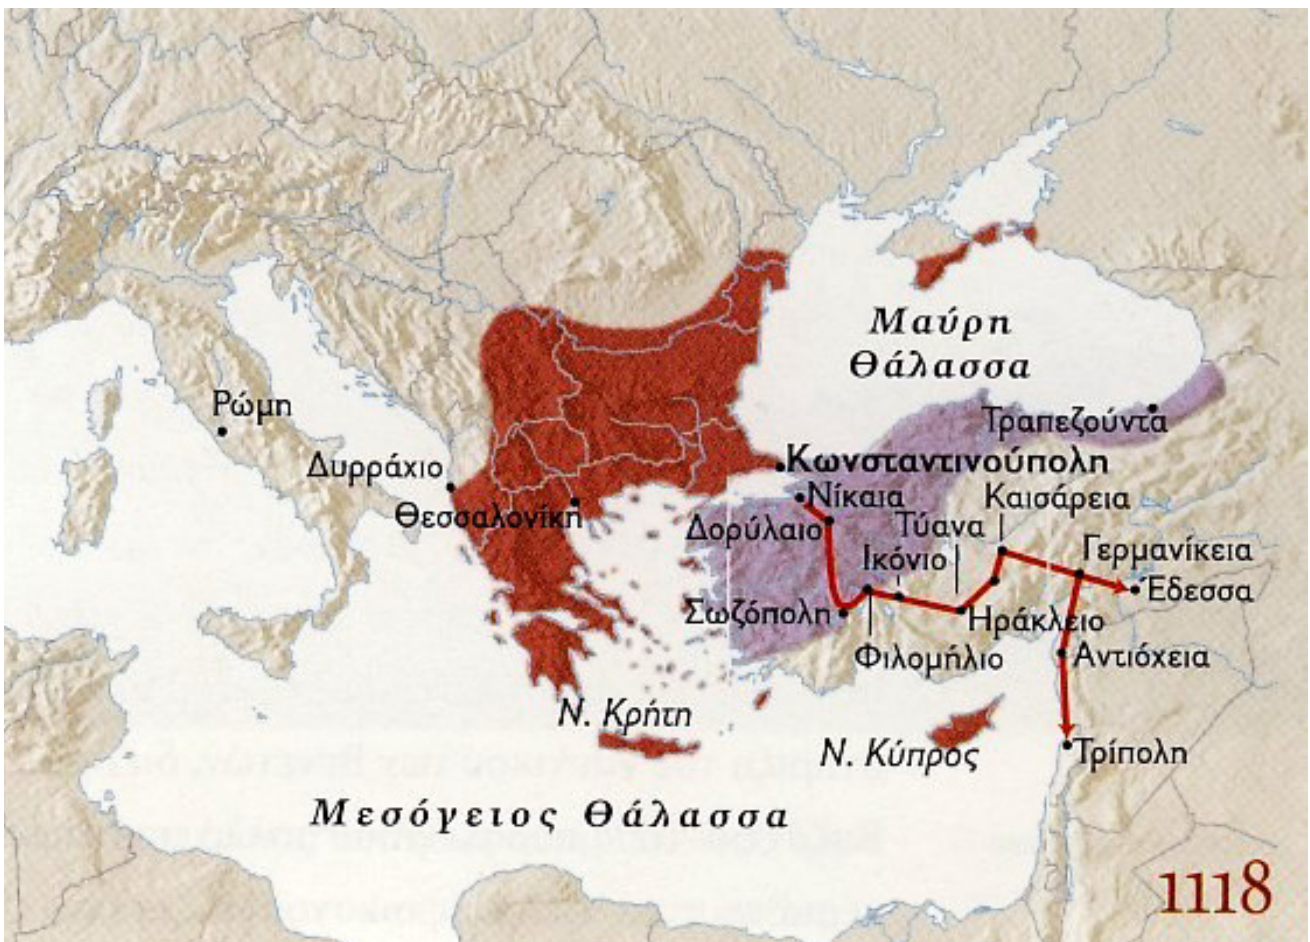 Μαύρη
Θάλασσα
Ρώμη
Τραπεζούντα
Δυρράχιο
Κωνσταντινούπολη
Θεσσαλονίκη
Νίκαια
Καισάρεια
Δορύλαιο
Τύανα
Ικόνιο
Γερμανίκεια
Έδεσσα
Σωζόπολη
Ηράκλειο
Φιλομήλιο
Αντιόχεια
Ν. Κρήτη
Ν. Κύπρος
Τρίπολη
Μεσόγειος Θάλασσα
1118